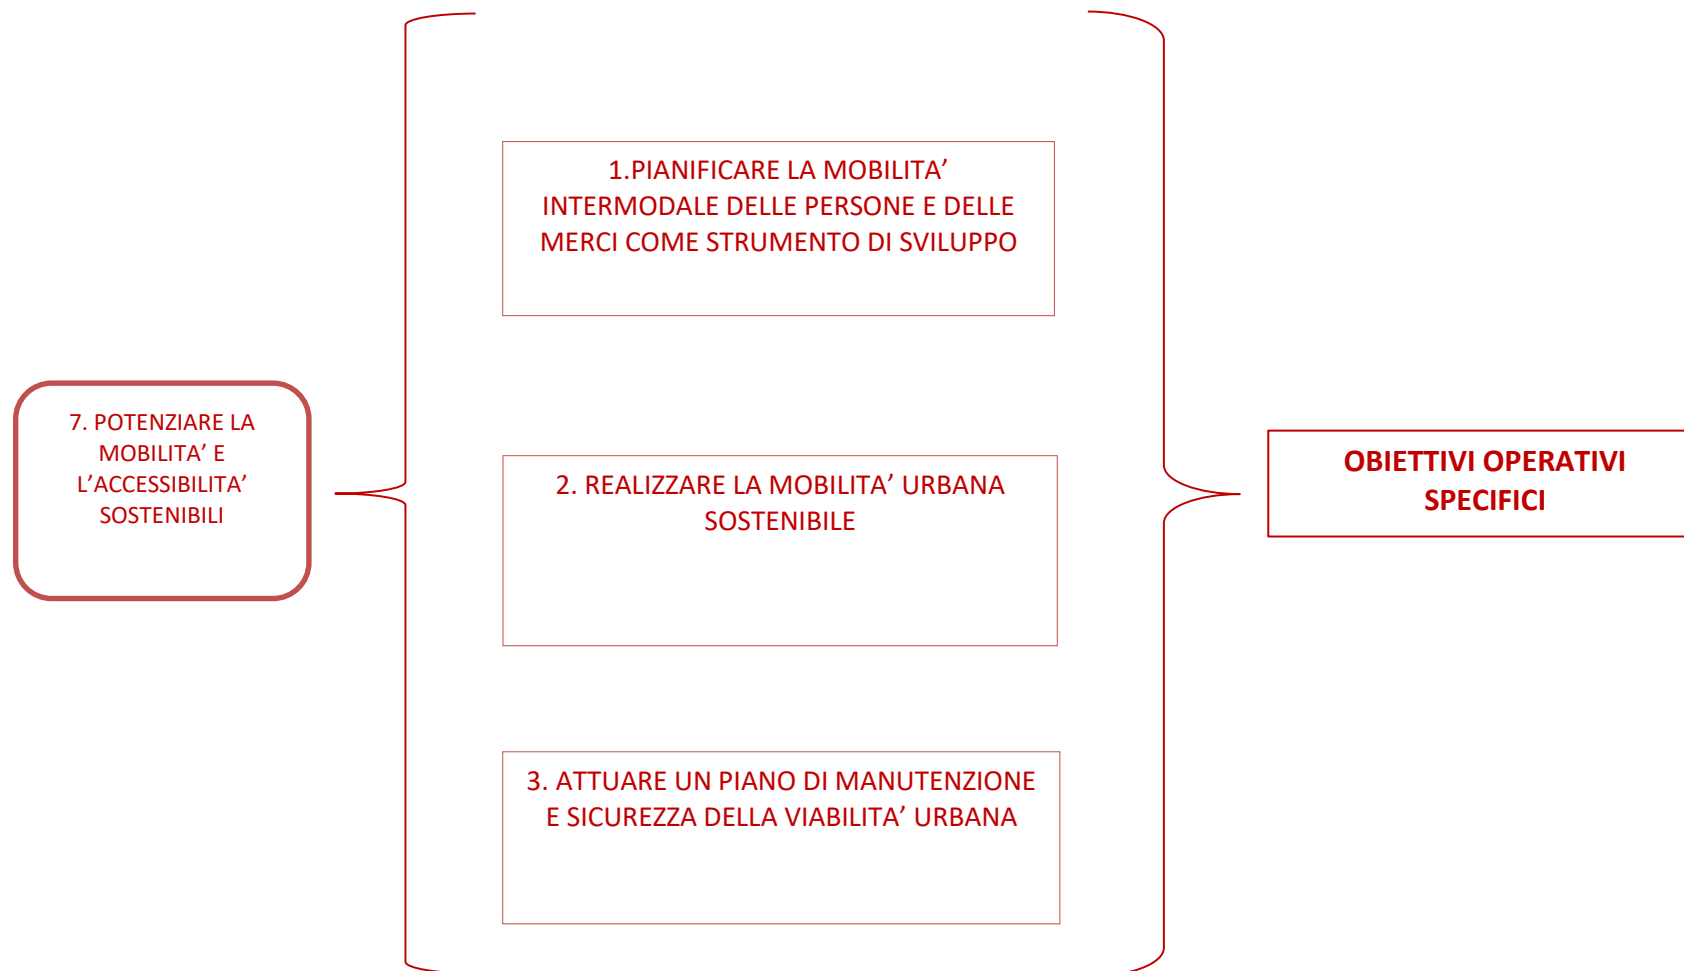 7. POTENZIARE LA
MOBILITA’ E
L’ACCESSIBILITA’
SOSTENIBILI
1.PIANIFICARE LA MOBILITA’
INTERMODALE DELLE PERSONE E DELLE
MERCI COME STRUMENTO DI SVILUPPO
2. REALIZZARE LA MOBILITA’ URBANA
SOSTENIBILE
3. ATTUARE UN PIANO DI MANUTENZIONE
E SICUREZZA DELLA VIABILITA’ URBANA
OBIETTIVI OPERATIVI
SPECIFICI